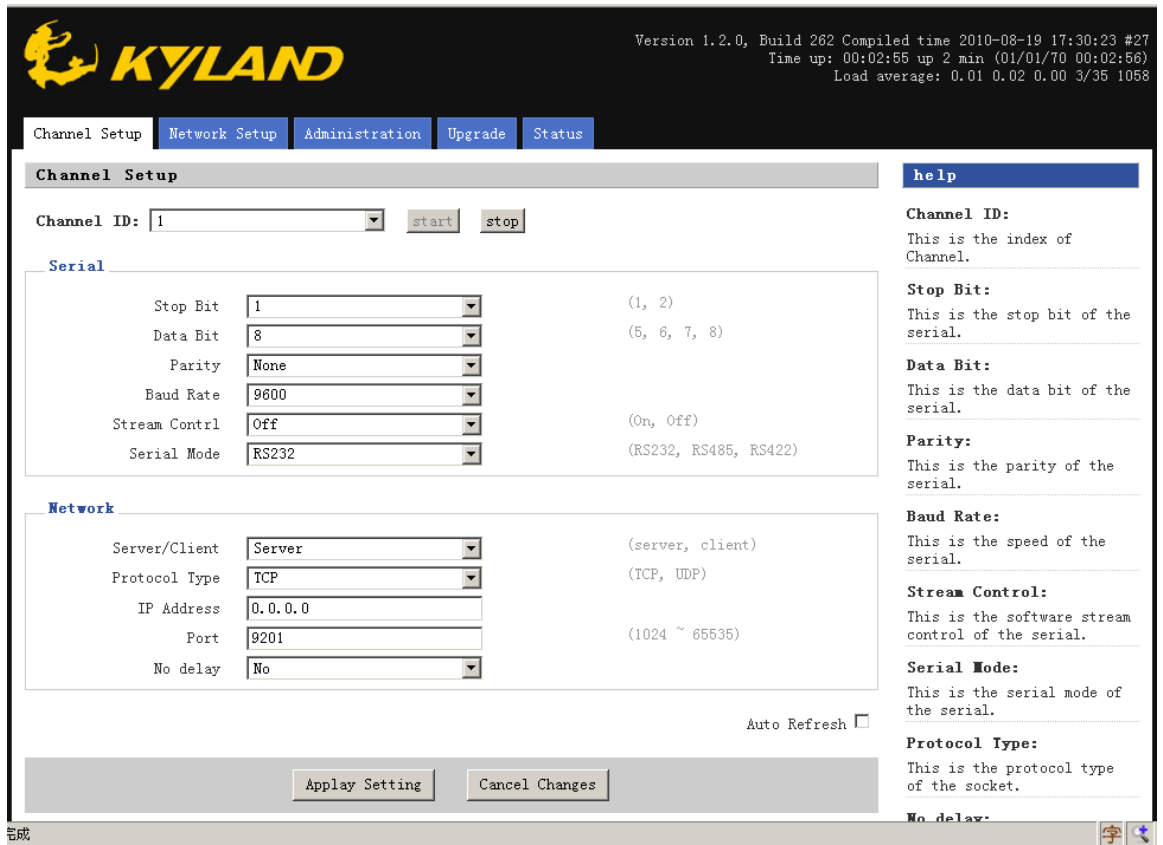 KYLAND
Version 1.2.0, Build 262 Compiled time 2010-08-19 17:30:23 #27
Time up: 00:02:55 up 2 min (01/01/70 00:02:56)
Load average: 0.01 0.02 0.00 3/35 1058
Channel Setup Network Setup Administration Upgrade Status
Channel Setup
Channel ID: 1 start stop
Serial
Stop Bit 1 (1, 2)
Data Bit 8 (5, 6, 7, 8)
Parity None
Baud Rate 9600
Stream Contrl Off (On, Off)
Serial Mode RS232 (RS232, RS485, RS422)
Network
Server/Client Server (server, client)
Protocol Type TCP (TCP, UDP)
IP Address 0.0.0.0
Port 9201 (1024 ~ 65535)
No delay No
Auto Refresh
Applay Setting Cancel Changes
help
Channel ID:
This is the index of
Channel.
Stop Bit:
This is the stop bit of the
serial.
Data Bit:
This is the data bit of the
serial.
Parity:
This is the parity of the
serial.
Baud Rate:
This is the speed of the
serial.
Stream Control:
This is the software stream
control of the serial.
Serial Mode:
This is the serial mode of
the serial.
Protocol Type:
This is the protocol type
of the socket.
No delay:
完成
字